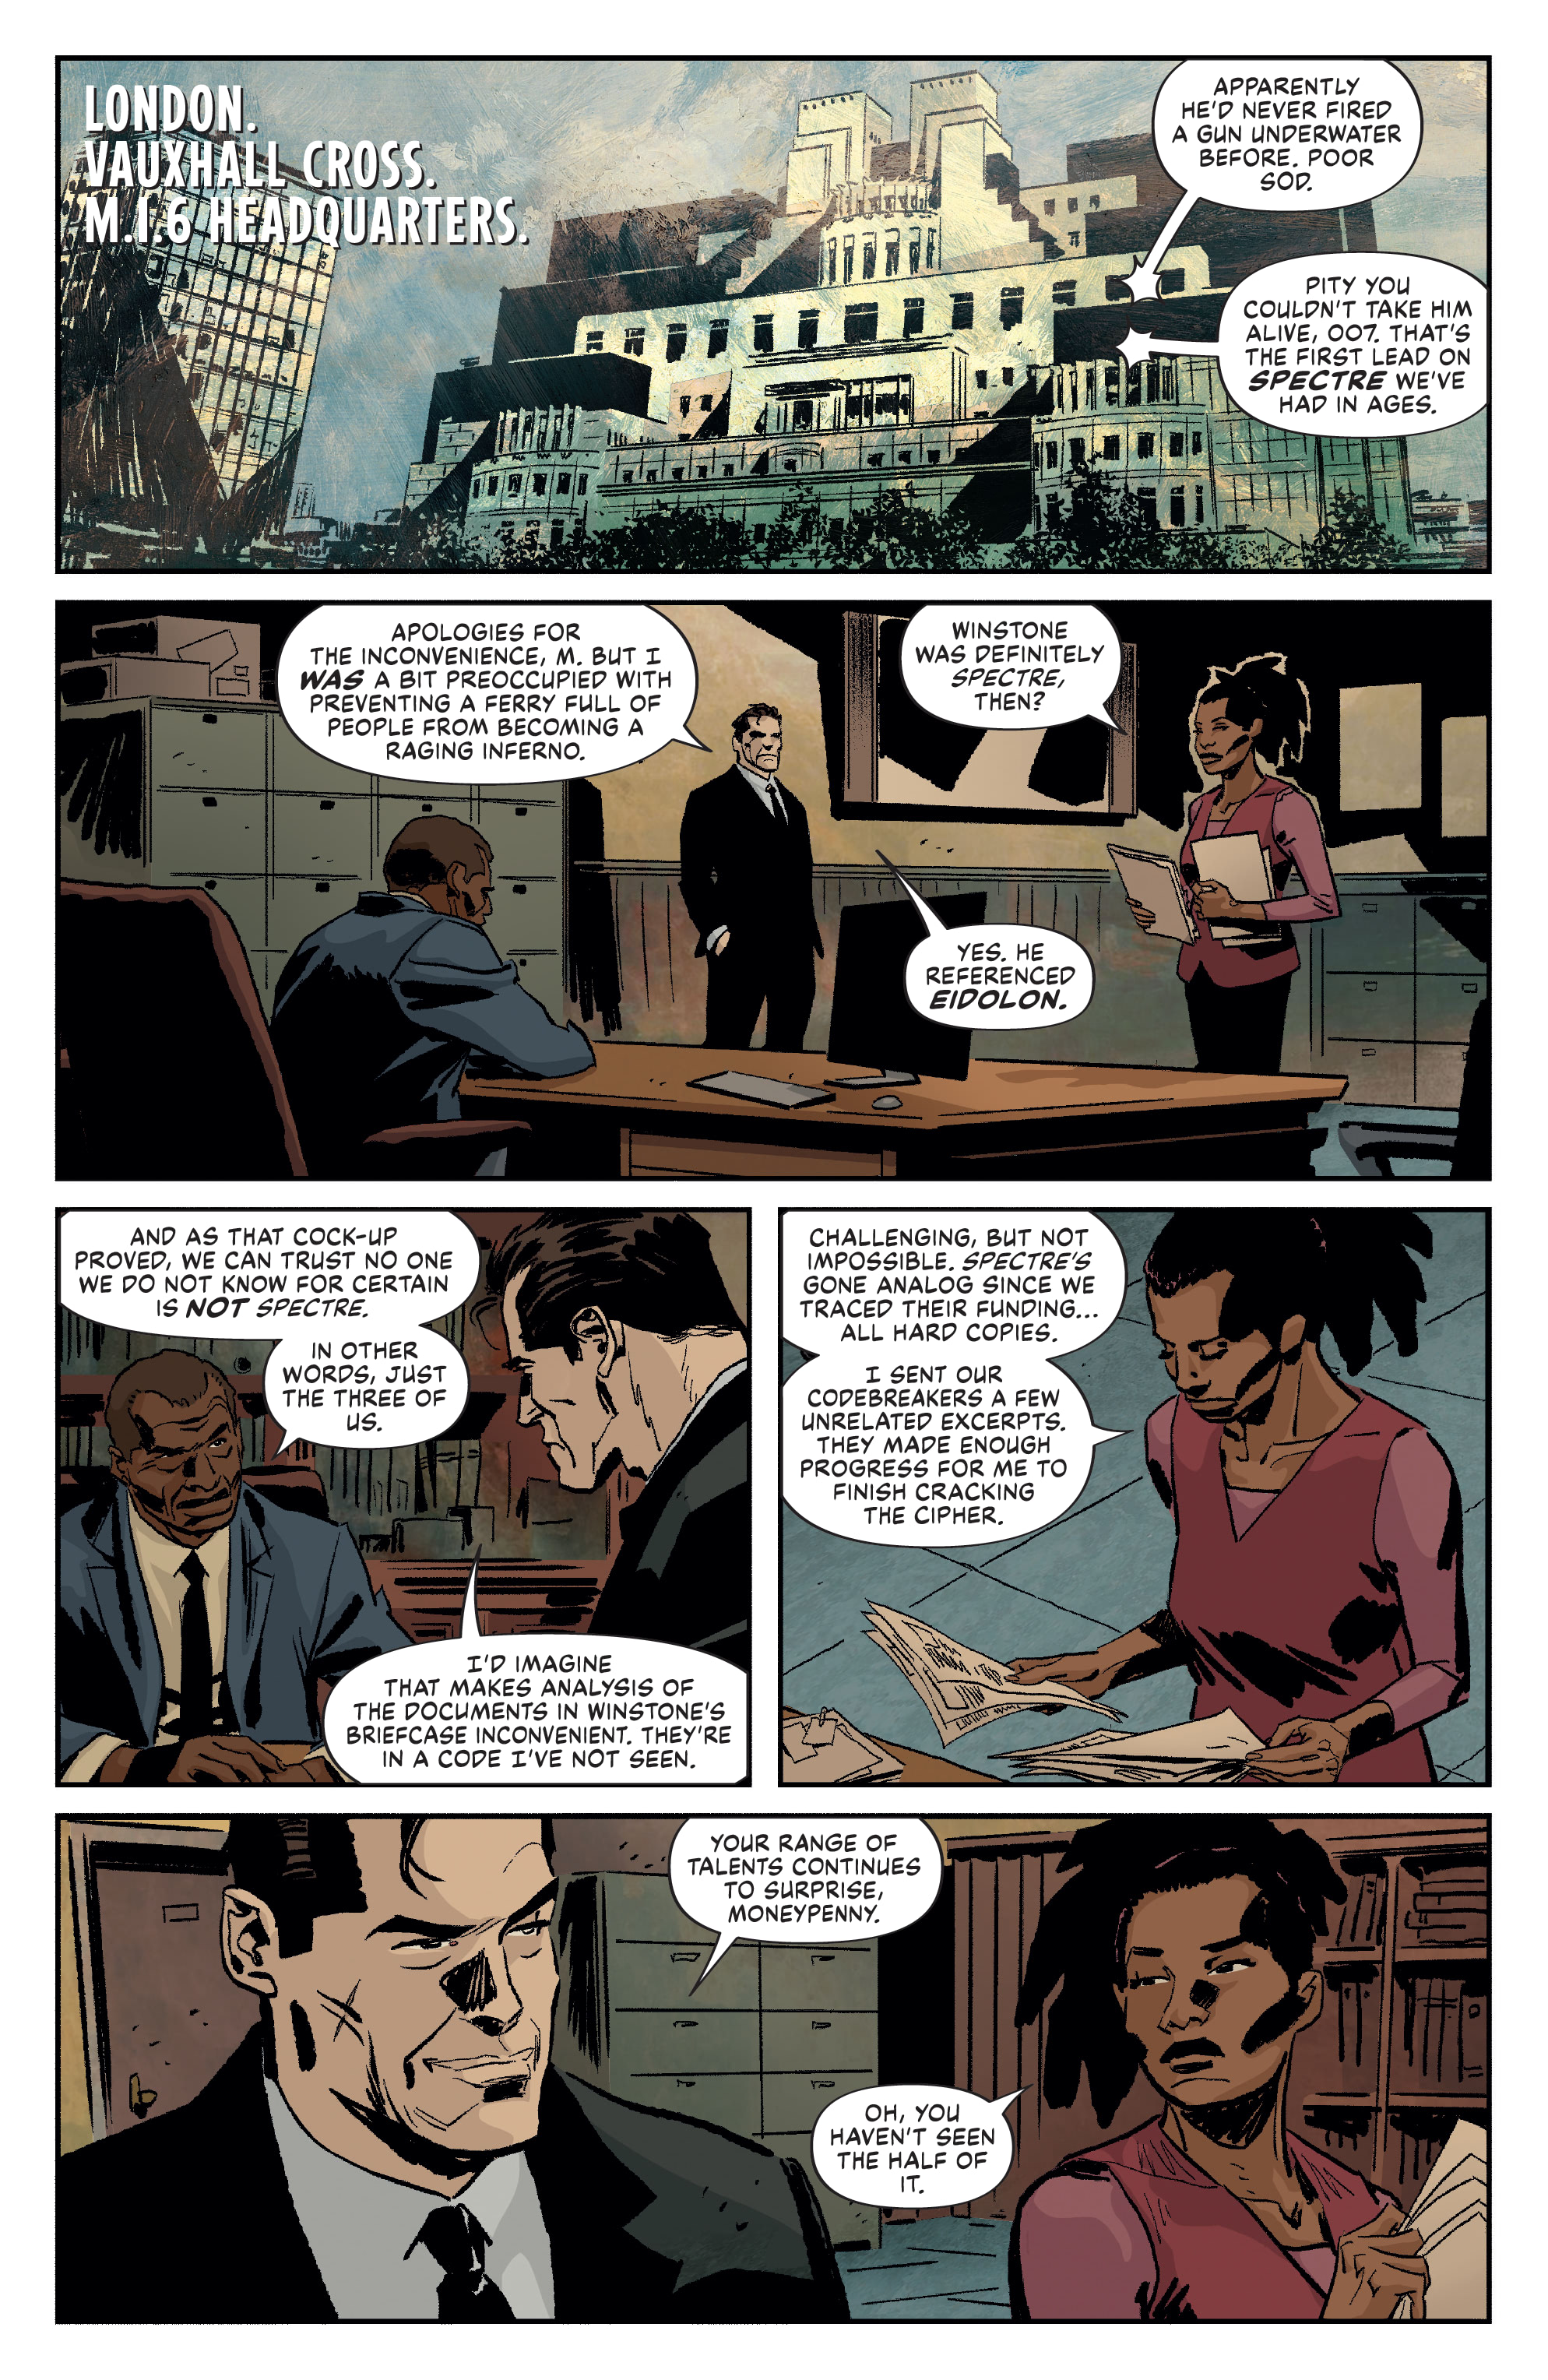 LONDON.
VAUXHALL CROSS.
M.I.6 HEADQUARTERS.
APPARENTLY
HE'D NEVER FIRED
A GUN UNDERWATER
BEFORE. POOR
SOD.
PITY YOU
COULDN'T TAKE HIM
ALIVE, 007. THAT'S
THE FIRST LEAD ON
SPECTRE WE'VE
HAD IN AGES.
APOLOGIES FOR
THE INCONVENIENCE, M. BUT I
WAS A BIT PREOCCUPIED WITH
PREVENTING A FERRY FULL OF
PEOPLE FROM BECOMING A
RAGING INFERNO.
WINSTONE
WAS DEFINITELY
SPECTRE,
THEN?
YES. HE
REFERENCED
EIDOLON.
AND AS THAT COCK-UP
PROVED, WE CAN TRUST NO ONE
WE DO NOT KNOW FOR CERTAIN
IS NOT SPECTRE.
IN OTHER
WORDS, JUST
THE THREE OF
US.
I'D IMAGINE
THAT MAKES ANALYSIS OF
THE DOCUMENTS IN WINSTONE'S
BRIEFCASE INCONVENIENT. THEY'RE
IN A CODE I'VE NOT SEEN.
CHALLENGING, BUT NOT
IMPOSSIBLE. SPECTRE'S
GONE ANALOG SINCE WE
TRACED THEIR FUNDING...
ALL HARD COPIES.
I SENT OUR
CODEBREAKERS A FEW
UNRELATED EXCERPTS.
THEY MADE ENOUGH
PROGRESS FOR ME TO
FINISH CRACKING
THE CIPHER.
YOUR RANGE OF
TALENTS CONTINUES
TO SURPRISE,
MONEYPENNY.
OH, YOU
HAVEN'T SEEN
THE HALF OF
IT.